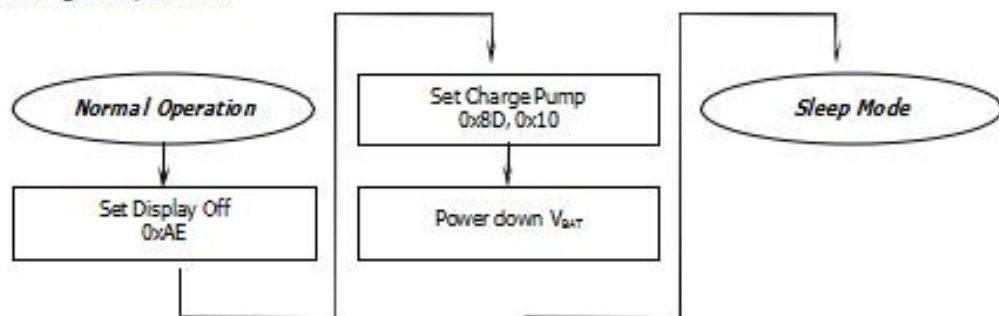 Normal Operation
Set Display Off
0xAE
Set Charge Pump
0x8D, 0x10
Power down VBAT
Sleep Mode